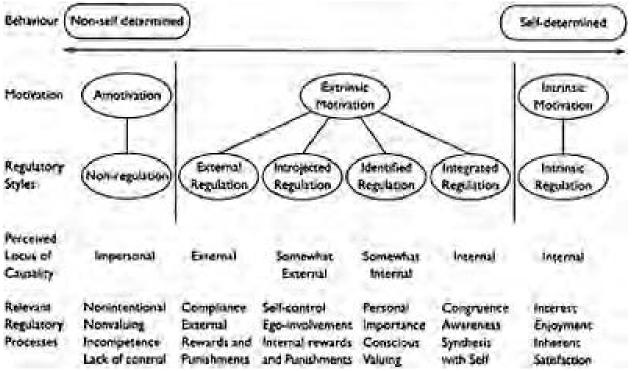 Behaviour Non-self determined Self-determined
Motivation Amotivation Extrinsic Motivation Intrinsic Motivation
Regulatory Styles Non-regulation External Regulation Introjected Regulation Identified Regulation Integrated Regulation Intrinsic Regulation
Perceived
Locus of Impersonal External Somewhat Somewhat Internal Internal
Causality External Internal
Relevant Nonintentional Compliance Self-control Personal Congruence Interest
Regulatory Nonvaluing External Ego-involvement Importance Awareness Enjoyment
Processes Incompetence Rewards and Internal rewards Conscious Synthesis Inherent
Lack of control Punishments and Punishments Valuing with Self Satisfaction